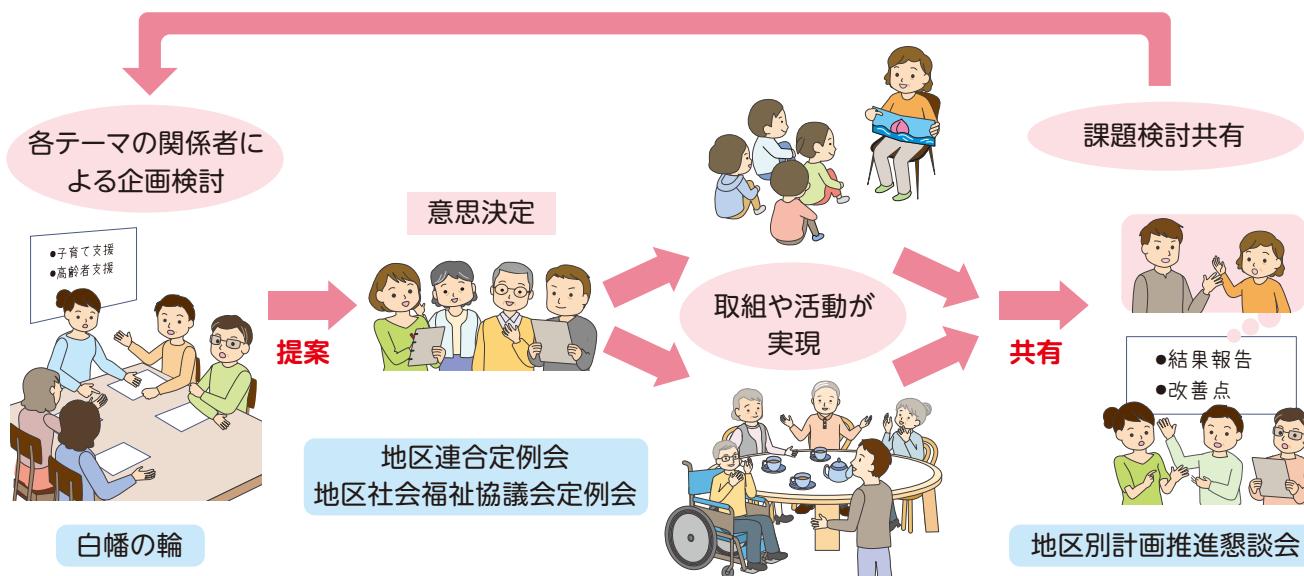 各テーマの関係者に
よる企画検討
●子育て支援
●高齢者支援
白幡の輪
提案
意思決定
地区連合定例会
地区社会福祉協議会定例会
取組や活動が
実現
共有
課題検討共有
●結果報告
●改善点
地区別計画推進懇談会